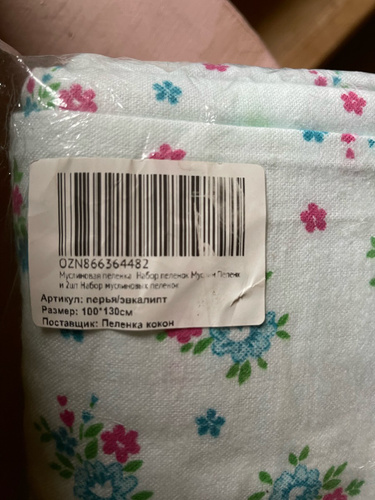 OZN866364482
Муслиновая пеленка. Набор пеленок Муслин Пеленк
и 2шт Набор муслиновых пеленок
Артикул: перья/эвкалипт
Размер: 100*130см
Поставщик: Пеленка кокон